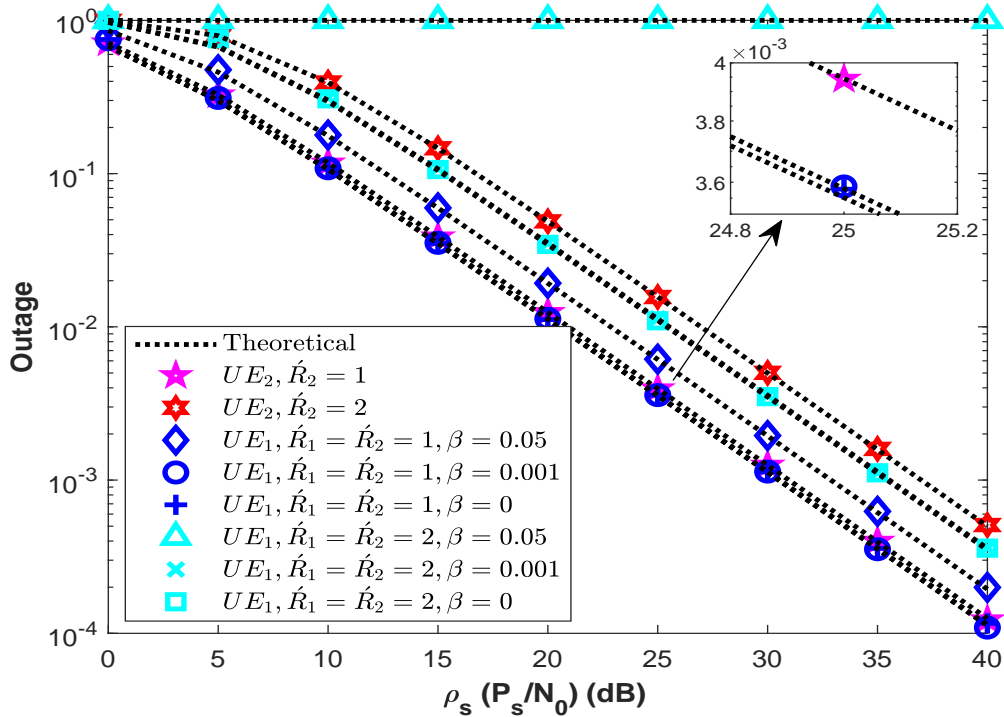 10⁰
10⁻¹
10⁻²
10⁻³
10⁻⁴
Outage
0 5 10 15 20 25 30 35 40
ρₛ (Pₛ/N₀) (dB)
Theoretical
UE₂, Ŕ₂ = 1
UE₂, Ŕ₂ = 2
UE₁, Ŕ₁ = Ŕ₂ = 1, β = 0.05
UE₁, Ŕ₁ = Ŕ₂ = 1, β = 0.001
UE₁, Ŕ₁ = Ŕ₂ = 1, β = 0
UE₁, Ŕ₁ = Ŕ₂ = 2, β = 0.05
UE₁, Ŕ₁ = Ŕ₂ = 2, β = 0.001
UE₁, Ŕ₁ = Ŕ₂ = 2, β = 0
×10⁻³
4
3.8
3.6
24.8 25 25.2